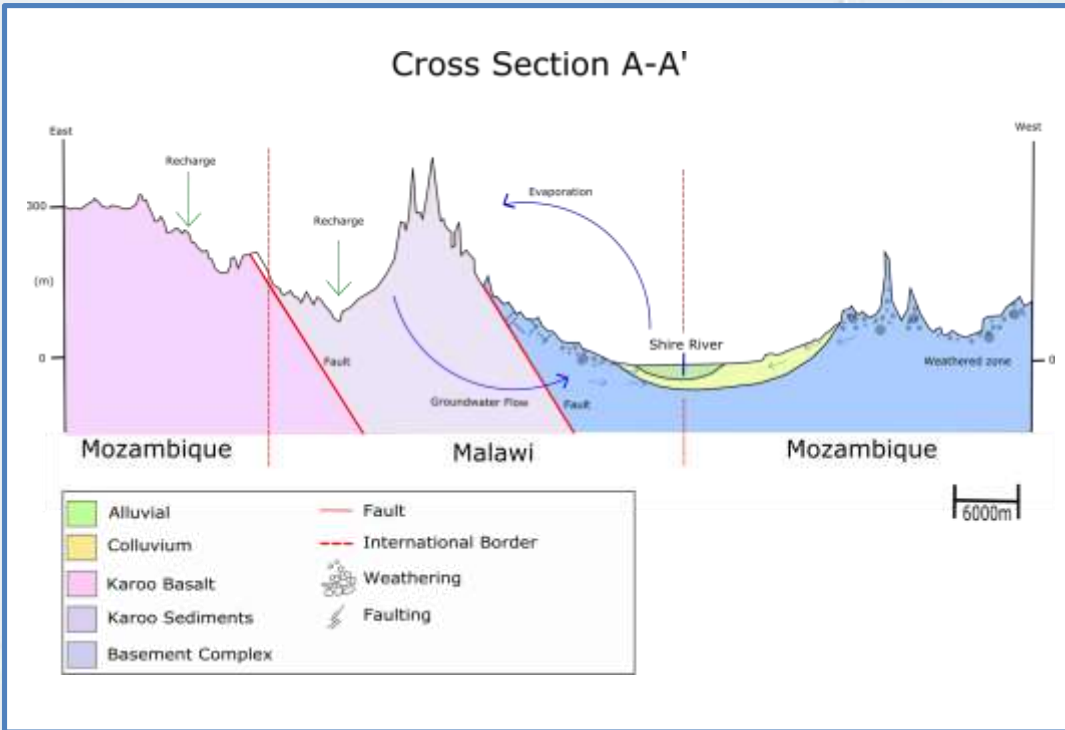 Cross Section A-A'
East
West
Recharge
Recharge
Evaporation
300
(m)
0
Shire River
Fault
Groundwater Flow
Fault
Weathered zone
0
Mozambique
Malawi
Mozambique
6000m
Alluvial
Colluvium
Karoo Basalt
Karoo Sediments
Basement Complex
Fault
International Border
Weathering
Faulting